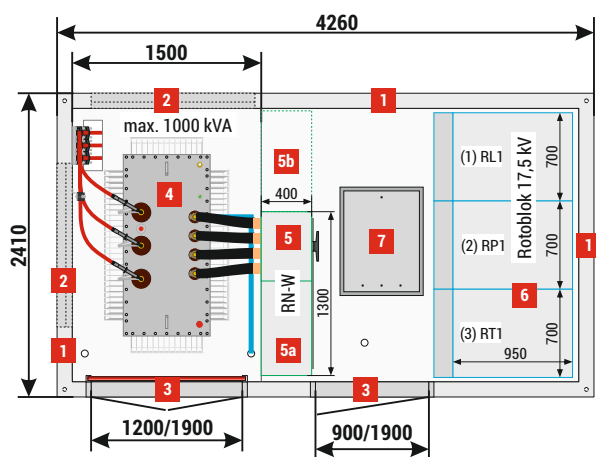 4260
1500
2
1
max. 1000 kVA
5b
(1) RL1
700
4
400
Rotoblok 17,5 kV
2410
5
7
(2) RP1
700
1
2
RN-W
1300
6
1
5a
(3) RT1
700
950
3
3
1200/1900
900/1900